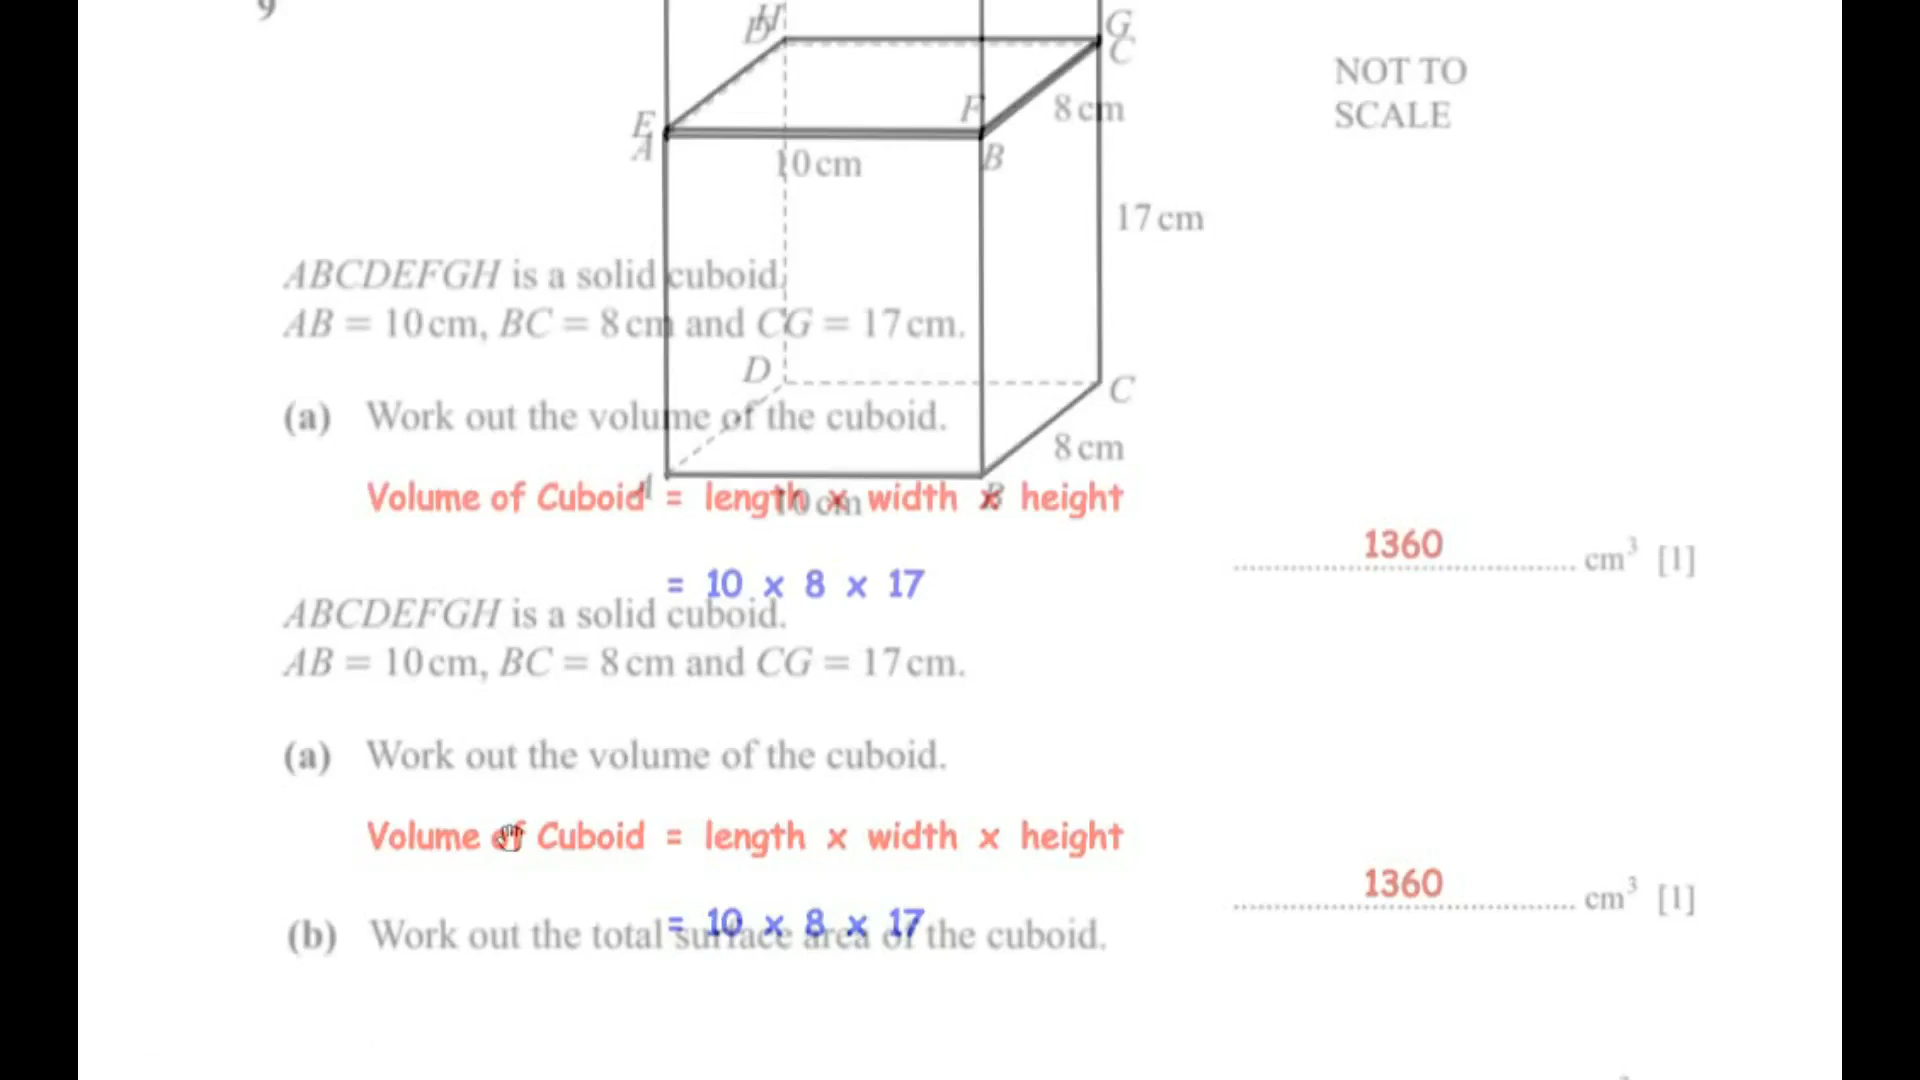 9
H
D
G
C
NOT TO
SCALE
E
F
8 cm
A
B
10 cm
17 cm
ABCDEFGH is a solid cuboid.
AB = 10 cm, BC = 8 cm and CG = 17 cm.
D
C
(a) Work out the volume of the cuboid.
8 cm
A
B
Volume of Cuboid = length x width x height
10 cm
1360 cm³ [1]
= 10 x 8 x 17
ABCDEFGH is a solid cuboid.
AB = 10 cm, BC = 8 cm and CG = 17 cm.
(a) Work out the volume of the cuboid.
Volume of Cuboid = length x width x height
1360 cm³ [1]
= 10 x 8 x 17
(b) Work out the total surface area of the cuboid.